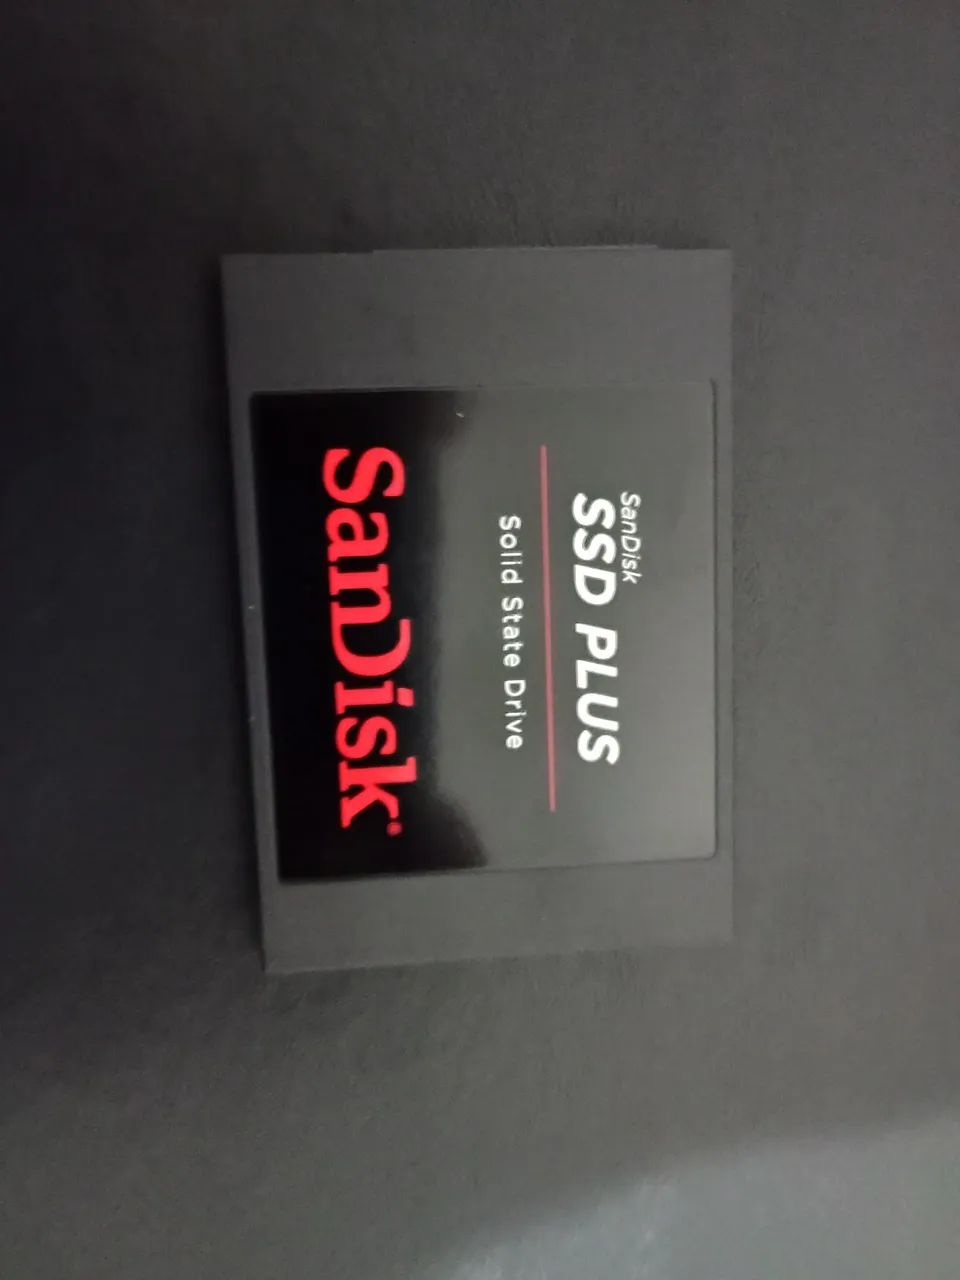 SanDisk
SSD PLUS
Solid State Drive
SanDisk